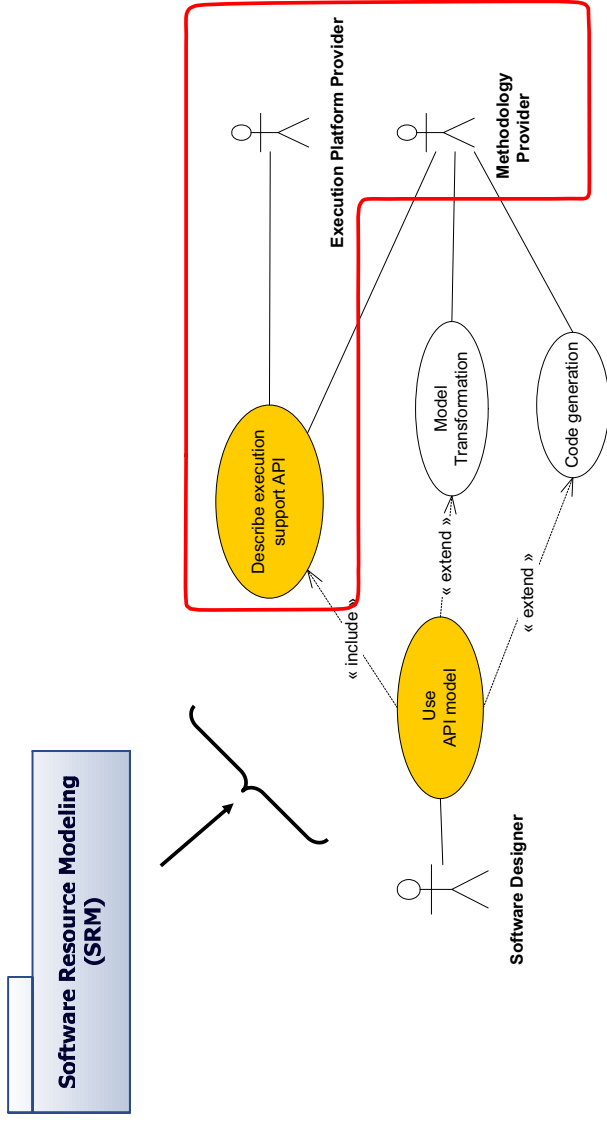 Software Resource Modeling
(SRM)
Execution Platform Provider
Describe execution
support API
Methodology
Provider
« include »
Model
Transformation
« extend »
Use
API model
Software Designer
« extend »
Code generation